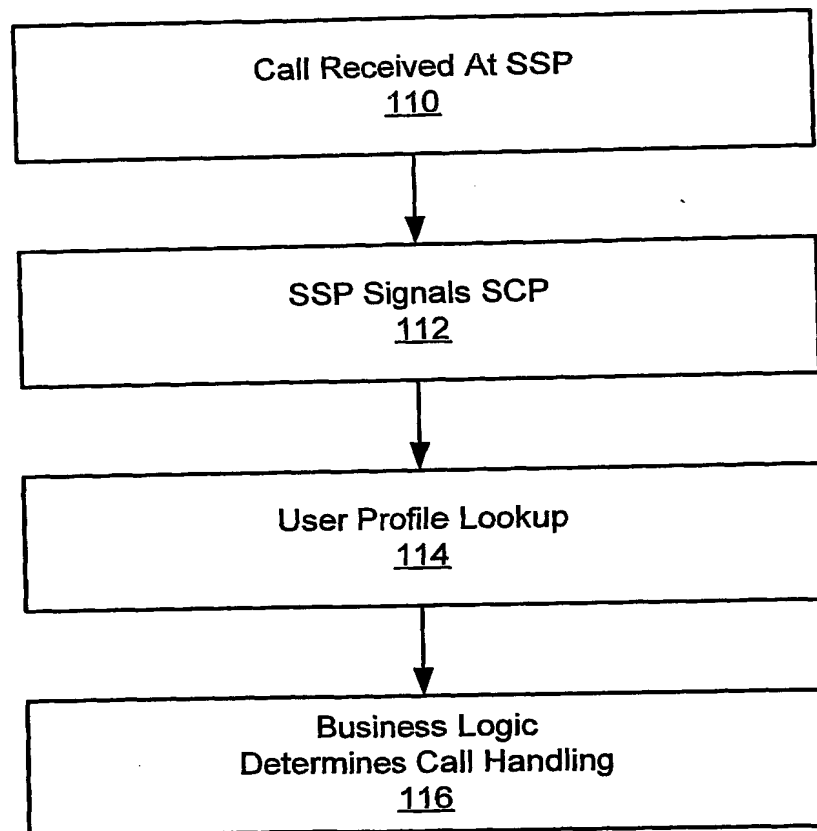 Call Received At SSP
110
SSP Signals SCP
112
User Profile Lookup
114
Business Logic
Determines Call Handling
116